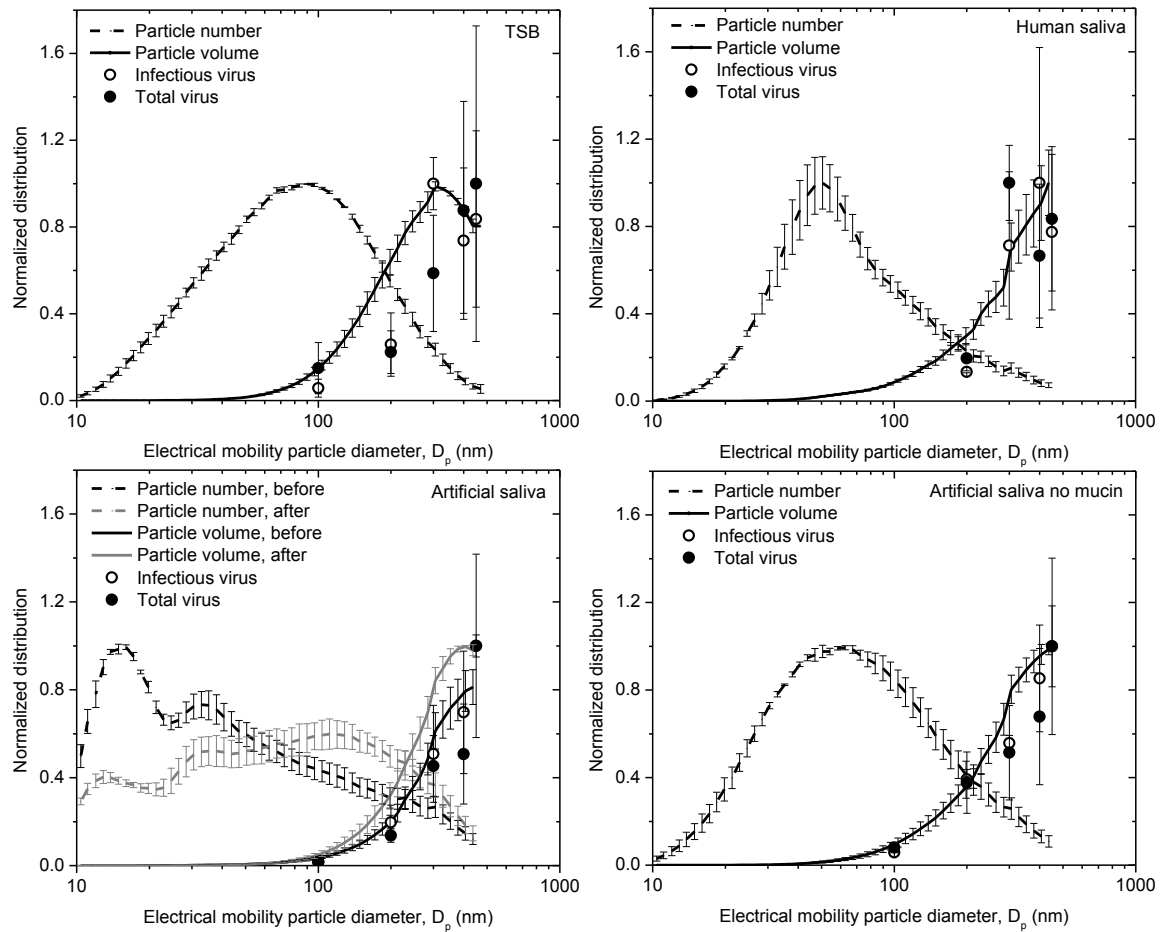 TSB
Particle number
Particle volume
Infectious virus
Total virus
1.6
1.2
0.8
0.4
0.0
Normalized distribution
10
100
1000
Electrical mobility particle diameter, Dp (nm)
Human saliva
Particle number
Particle volume
Infectious virus
Total virus
1.6
1.2
0.8
0.4
0.0
Normalized distribution
10
100
1000
Electrical mobility particle diameter, Dp (nm)
Artificial saliva
Particle number, before
Particle number, after
Particle volume, before
Particle volume, after
Infectious virus
Total virus
1.6
1.2
0.8
0.4
0.0
Normalized distribution
10
100
1000
Electrical mobility particle diameter, Dp (nm)
Artificial saliva no mucin
Particle number
Particle volume
Infectious virus
Total virus
1.6
1.2
0.8
0.4
0.0
Normalized distribution
10
100
1000
Electrical mobility particle diameter, Dp (nm)